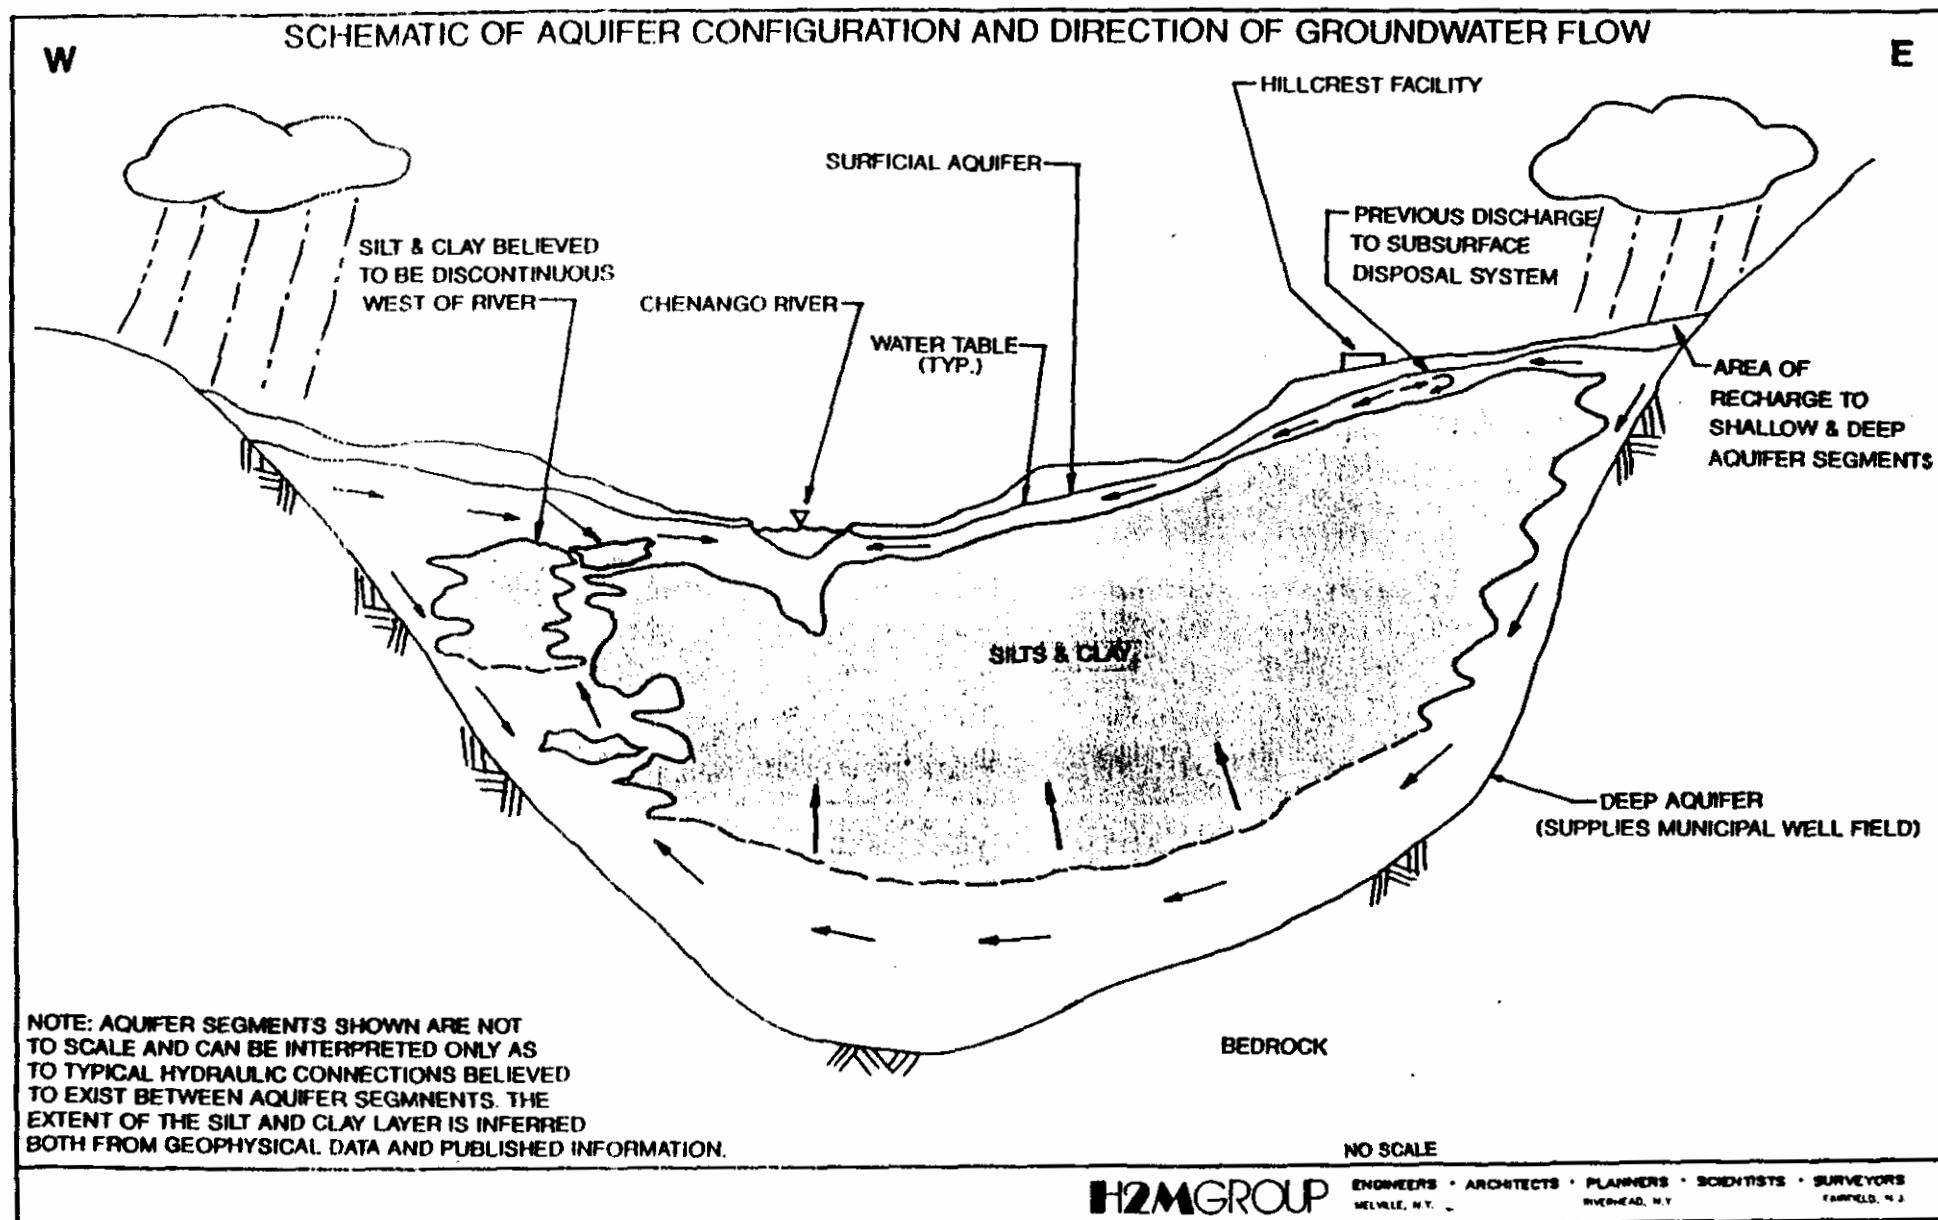 SCHEMATIC OF AQUIFER CONFIGURATION AND DIRECTION OF GROUNDWATER FLOW
W
E
HILLCREST FACILITY
SURFICIAL AQUIFER
PREVIOUS DISCHARGE
TO SUBSURFACE
DISPOSAL SYSTEM
SILT & CLAY BELIEVED
TO BE DISCONTINUOUS
WEST OF RIVER
CHENANGO RIVER
WATER TABLE
(TYP.)
AREA OF
RECHARGE TO
SHALLOW & DEEP
AQUIFER SEGMENTS
SILTS & CLAY
DEEP AQUIFER
(SUPPLIES MUNICIPAL WELL FIELD)
BEDROCK
NOTE: AQUIFER SEGMENTS SHOWN ARE NOT
TO SCALE AND CAN BE INTERPRETED ONLY AS
TO TYPICAL HYDRAULIC CONNECTIONS BELIEVED
TO EXIST BETWEEN AQUIFER SEGMNENTS. THE
EXTENT OF THE SILT AND CLAY LAYER IS INFERRED
BOTH FROM GEOPHYSICAL DATA AND PUBLISHED INFORMATION.
NO SCALE
H2MGROUP
ENGINEERS • ARCHITECTS • PLANNERS • SCIENTISTS • SURVEYORS
MELVILLE, N.Y. RIVERHEAD, N.Y. FAIRFIELD, N.J.